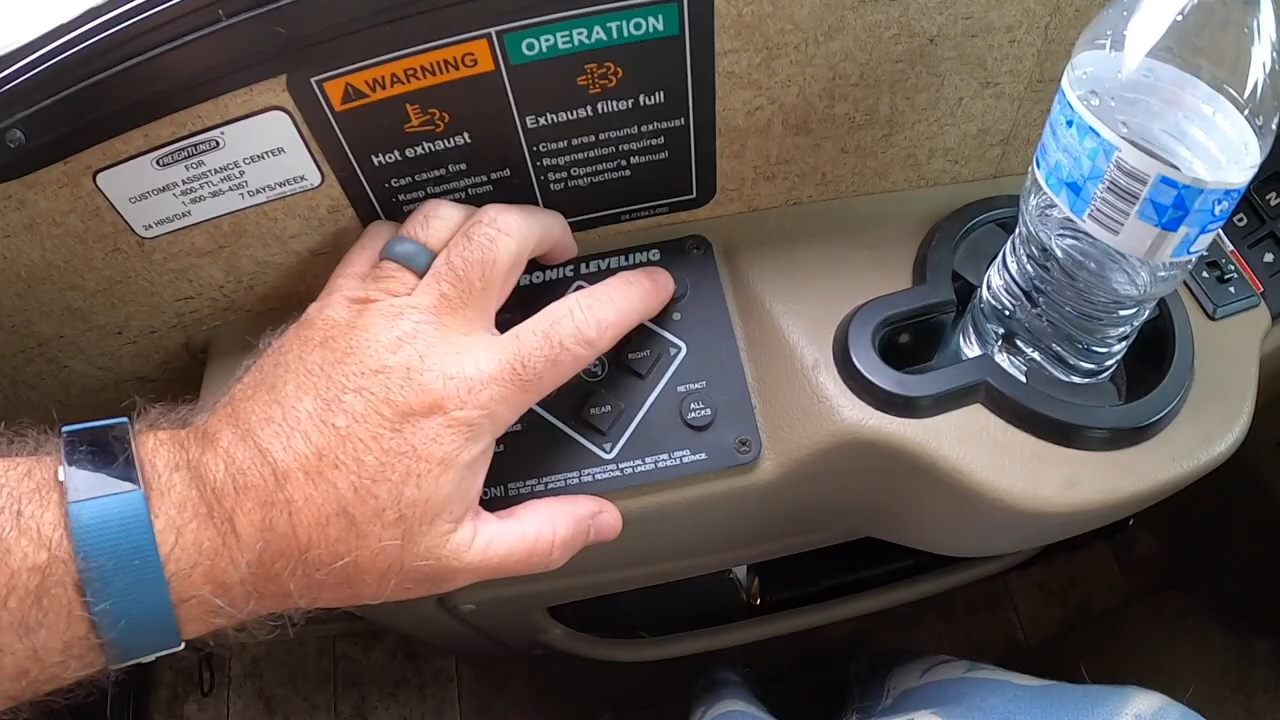 FREIGHTLINER
FOR
CUSTOMER ASSISTANCE CENTER
1-800-FTL-HELP
1-800-385-4357
24 HRS/DAY 7 DAYS/WEEK
WARNING
Hot exhaust
• Can cause fire
• Keep flammables and
away from
OPERATION
Exhaust filter full
• Clear area around exhaust
• Regeneration required
• See Operator's Manual
for instructions
RONIC LEVELING
RIGHT
REAR
RETRACT
ALL
JACKS
ON! READ AND UNDERSTAND OPERATORS MANUAL BEFORE USING.
DO NOT USE JACKS FOR TIRE REMOVAL OR UNDER VEHICLE SERVICE.
N
D